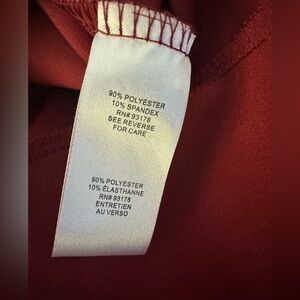 90% POLYESTER
10% SPANDEX
RN# 93178
SEE REVERSE
FOR CARE
90% POLYESTER
10% ÉLASTHANNE
RN# 93178
ENTRETIEN
AU VERSO